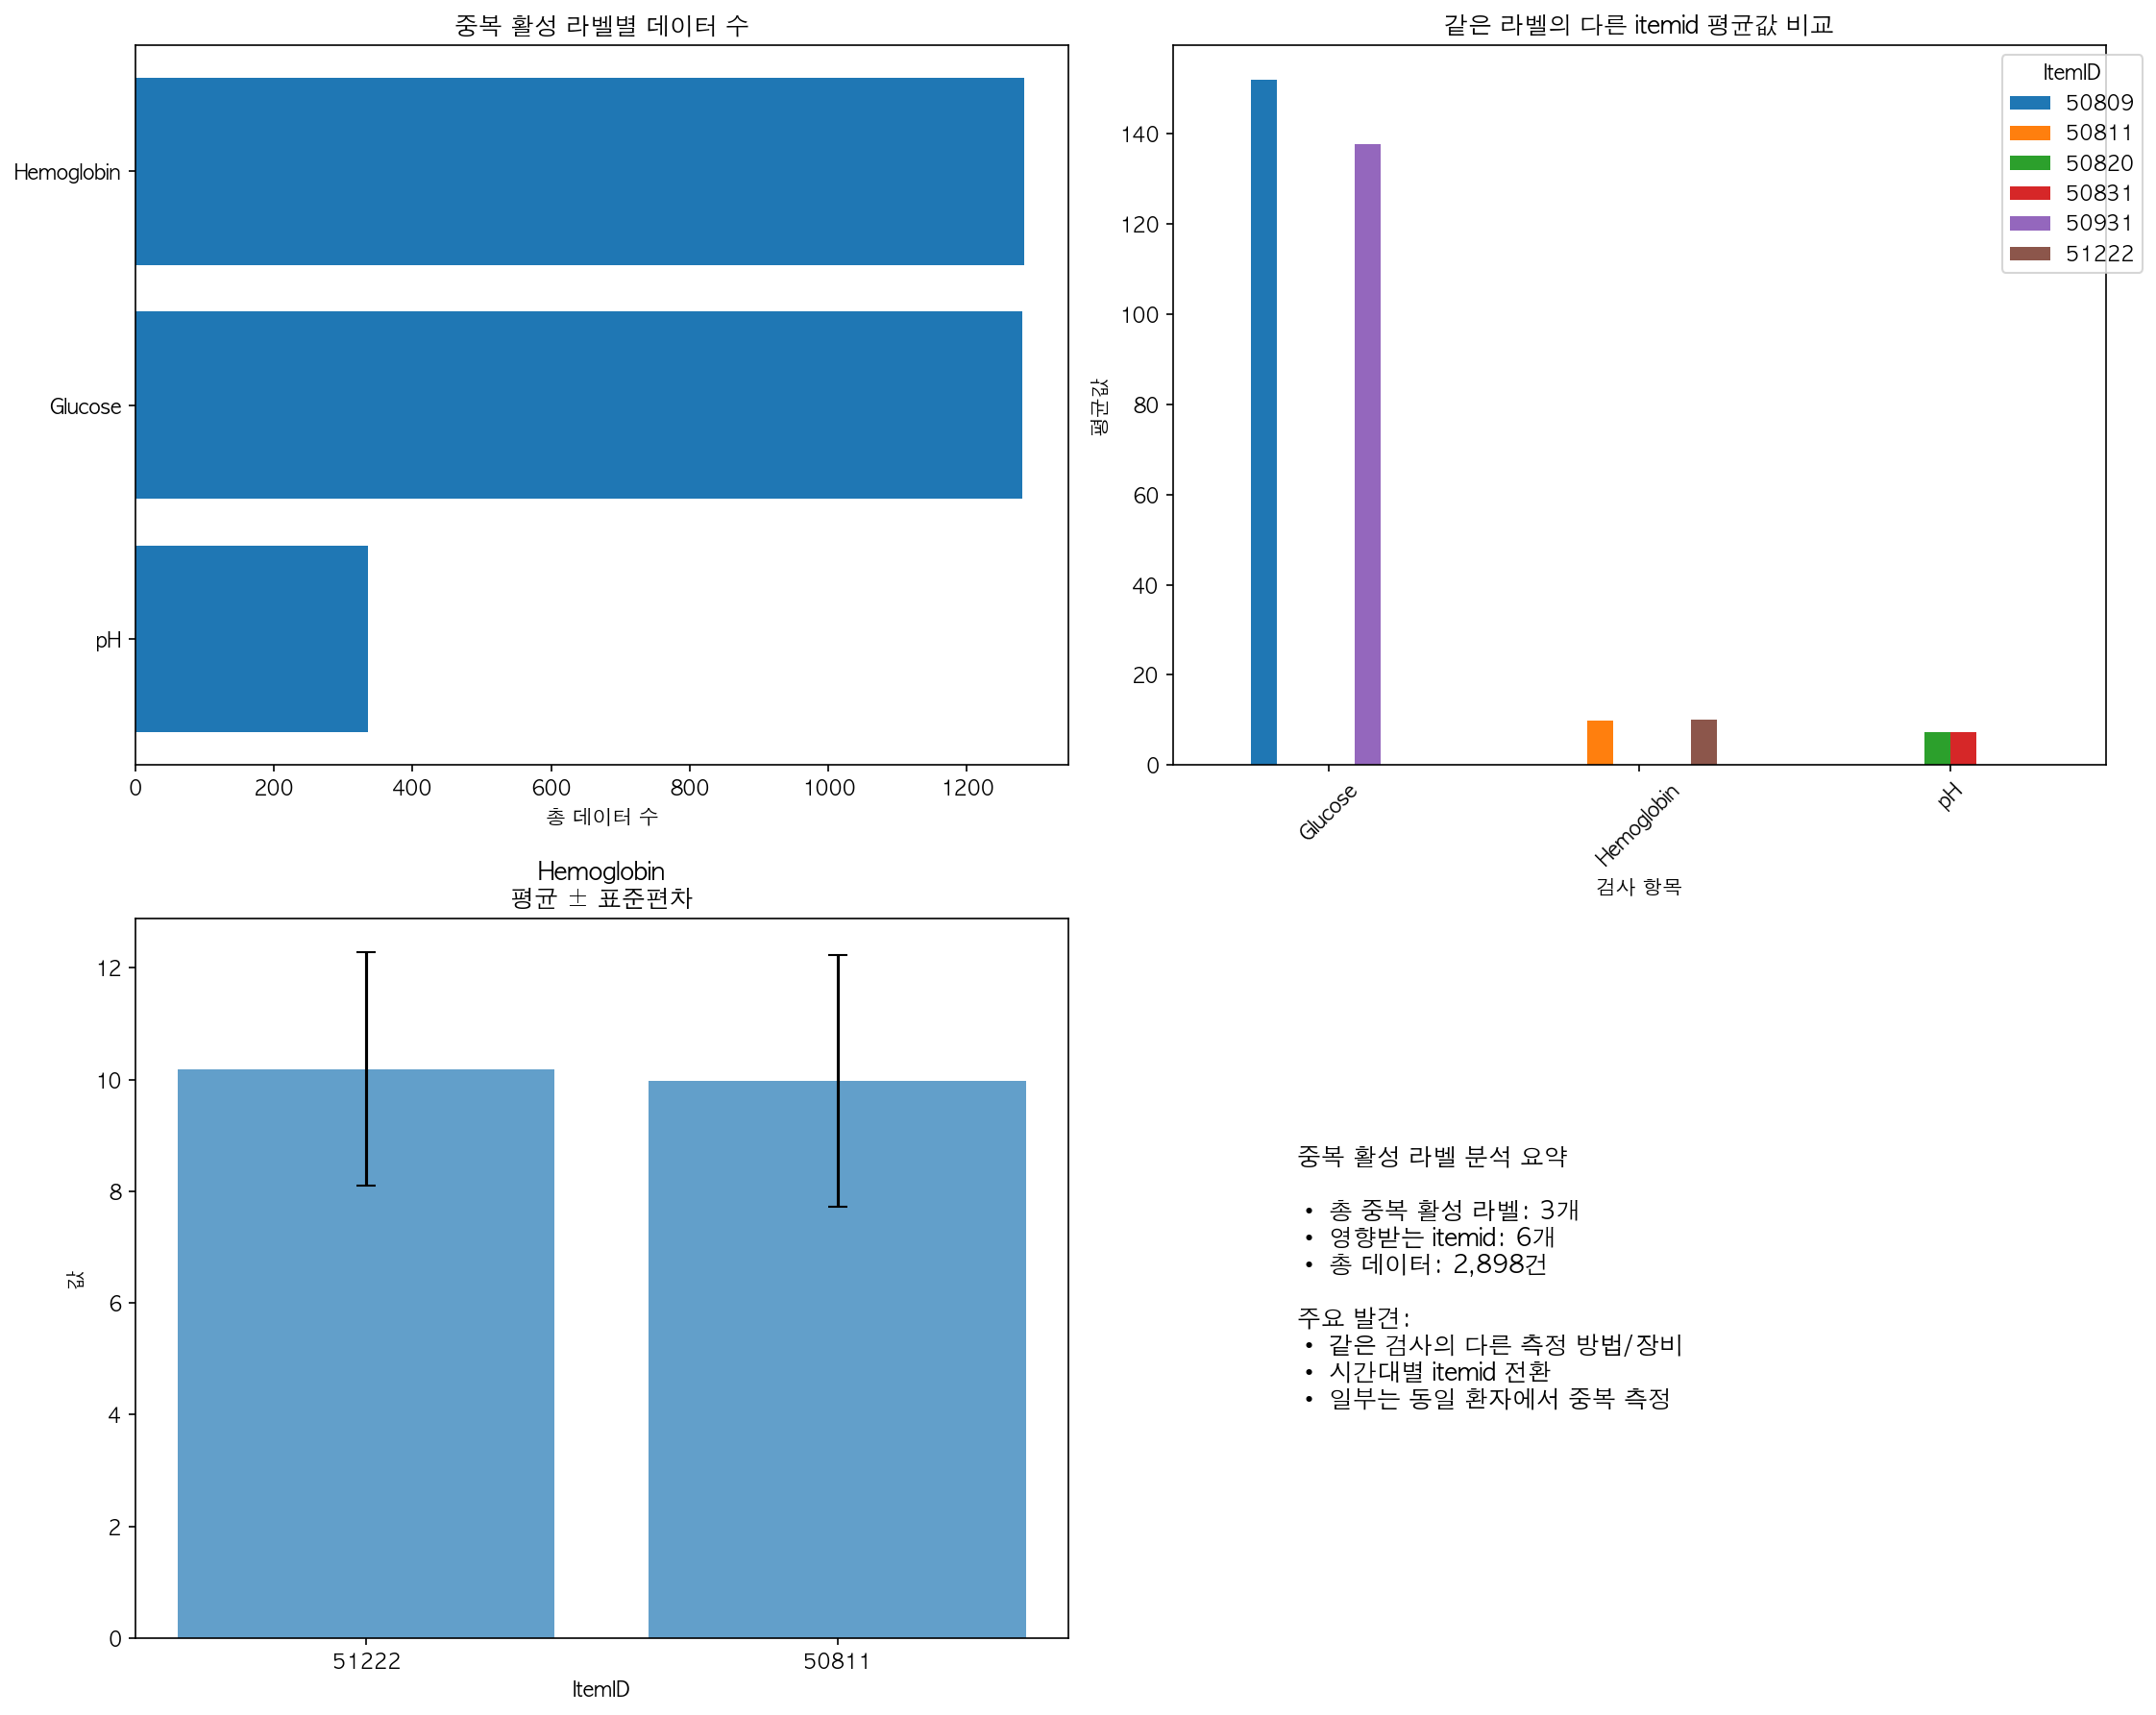 중복 활성 라벨별 데이터 수
Hemoglobin
Glucose
pH
0 200 400 600 800 1000 1200
총 데이터 수
같은 라벨의 다른 itemid 평균값 비교
평균값
140
120
100
80
60
40
20
0
ItemID
50809
50811
50820
50831
50931
51222
Glucose Hemoglobin pH
검사 항목
Hemoglobin
평균 ± 표준편차
값
12
10
8
6
4
2
0
51222 50811
ItemID
중복 활성 라벨 분석 요약
• 총 중복 활성 라벨: 3개
• 영향받는 itemid: 6개
• 총 데이터: 2,898건
주요 발견:
• 같은 검사의 다른 측정 방법/장비
• 시간대별 itemid 전환
• 일부는 동일 환자에서 중복 측정